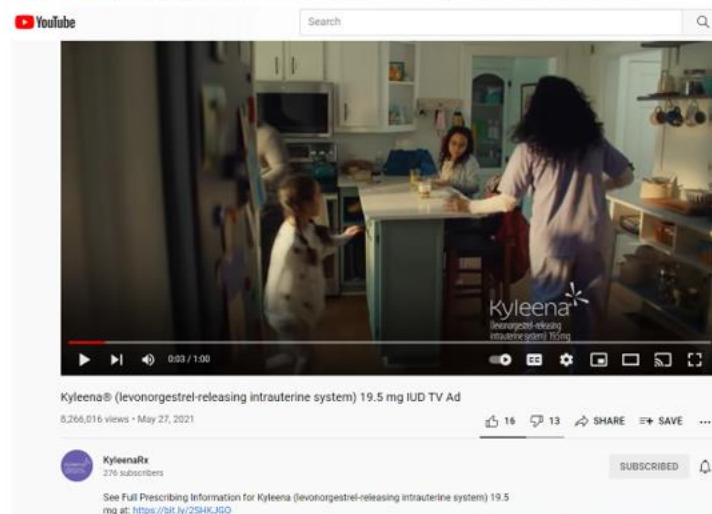 YouTube
Search
Kyleena
(levonorgestrel-releasing
intrauterine system) 19.5mg
0:03 / 1:00
CC
Kyleena® (levonorgestrel-releasing intrauterine system) 19.5 mg IUD TV Ad
8,266,016 views • May 27, 2021
16
13
SHARE
SAVE
KyleenaRx
276 subscribers
SUBSCRIBED
See Full Prescribing Information for Kyleena (levonorgestrel-releasing intrauterine system) 19.5
mg at: https://bit.ly/2SHKJGO